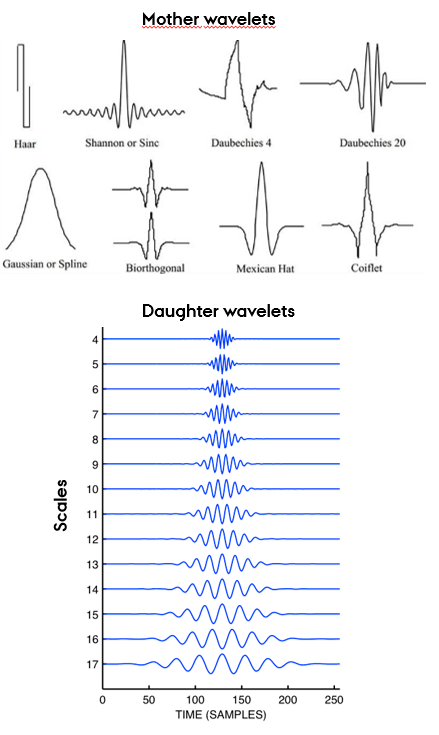 Mother wavelets
Haar
Shannon or Sinc
Daubechies 4
Daubechies 20
Gaussian or Spline
Biorthogonal
Mexican Hat
Coiflet
Daughter wavelets
Scales
4
5
6
7
8
9
10
11
12
13
14
15
16
17
0 50 100 150 200 250
TIME (SAMPLES)